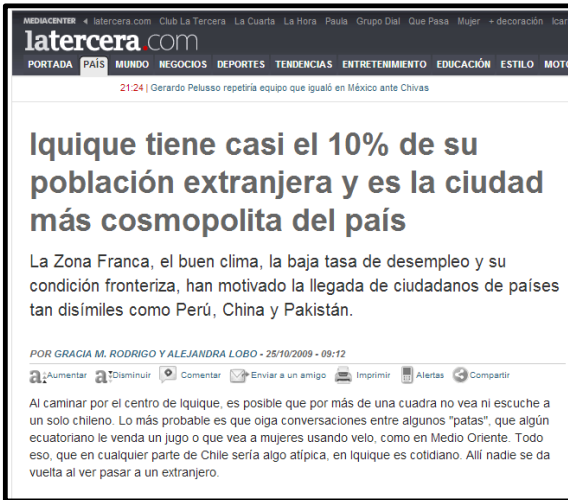 MEDIACENTER latercera.com Club La Tercera La Cuarta La Hora Paula Grupo Dial Que Pasa Mujer + decoración Icar
latercera.com
PORTADA PAÍS MUNDO NEGOCIOS DEPORTES TENDENCIAS ENTRETENIMIENTO EDUCACIÓN ESTILO MOTO
21:24 | Gerardo Pelusso repetiría equipo que igualó en México ante Chivas
Iquique tiene casi el 10% de su
población extranjera y es la ciudad
más cosmopolita del país
La Zona Franca, el buen clima, la baja tasa de desempleo y su
condición fronteriza, han motivado la llegada de ciudadanos de países
tan disímiles como Perú, China y Pakistán.
POR GRACIA M. RODRIGO Y ALEJANDRA LOBO - 25/10/2009 - 09:12
a Aumentar a Disminuir Comentar Enviar a un amigo Imprimir Alertas Compartir
Al caminar por el centro de Iquique, es posible que por más de una cuadra no vea ni escuche a
un solo chileno. Lo más probable es que oiga conversaciones entre algunos "patas", que algún
ecuatoriano le venda un jugo o que vea a mujeres usando velo, como en Medio Oriente. Todo
eso, que en cualquier parte de Chile sería algo atípica, en Iquique es cotidiano. Allí nadie se da
vuelta al ver pasar a un extranjero.